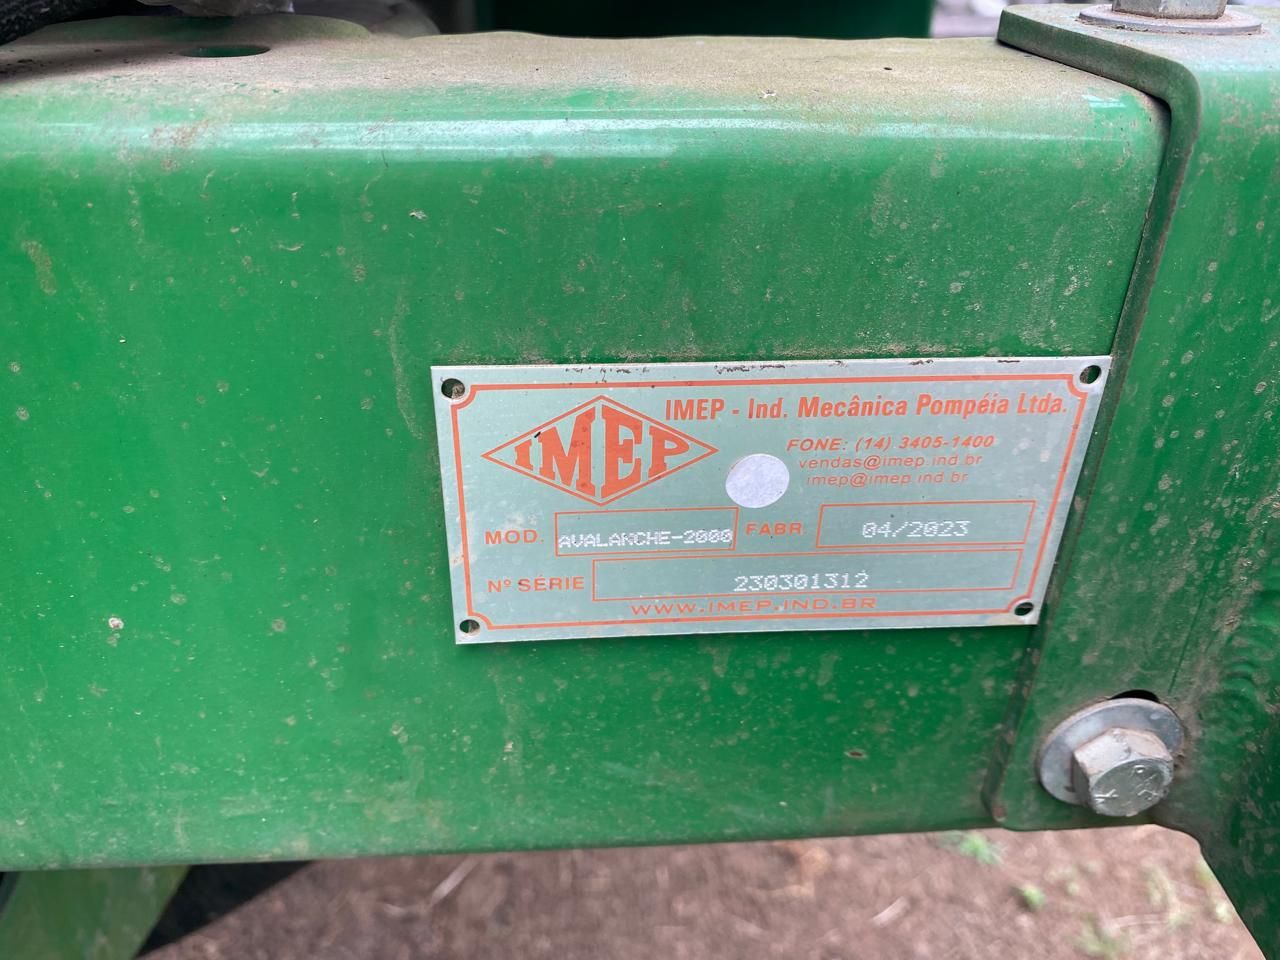 IMEP
IMEP - Ind. Mecânica Pompéia Ltda.
FONE: (14) 3405-1400
vendas@imep.ind.br
imep@imep.ind.br
MOD. AVALANCHE-2000 FABR. 04/2023
Nº SÉRIE 230301312
WWW.IMEP.IND.BR